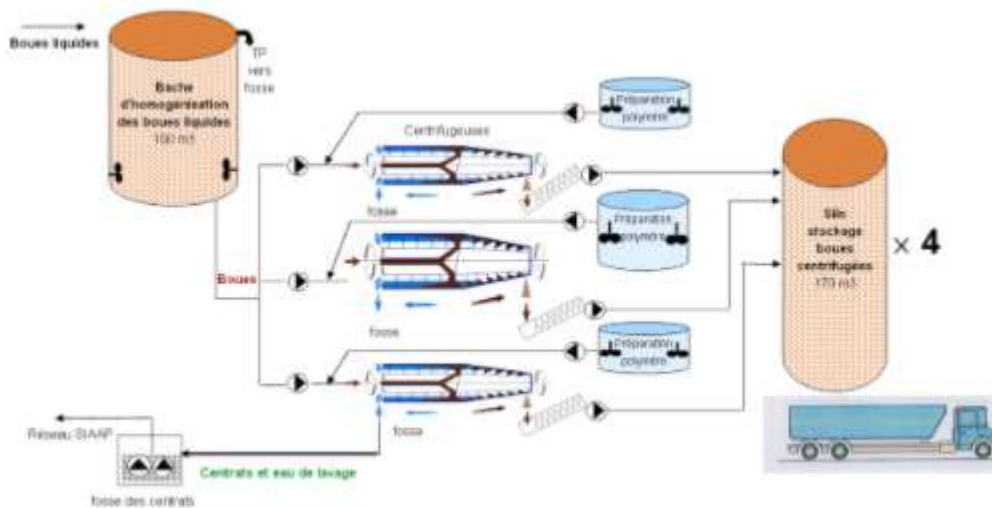 Boues liquides
TP
vers
fosse
Bache
d'homogénisation
des boues liquides
100 m3
Centrifugeuses
Préparation
polymère
fosse
Préparation
polymère
Boues
fosse
Préparation
polymère
fosse
Silo
stockage
boues
centrifugées
170 m3
× 4
Réseau SIAAP
Centrats et eau de lavage
fosse des centrats